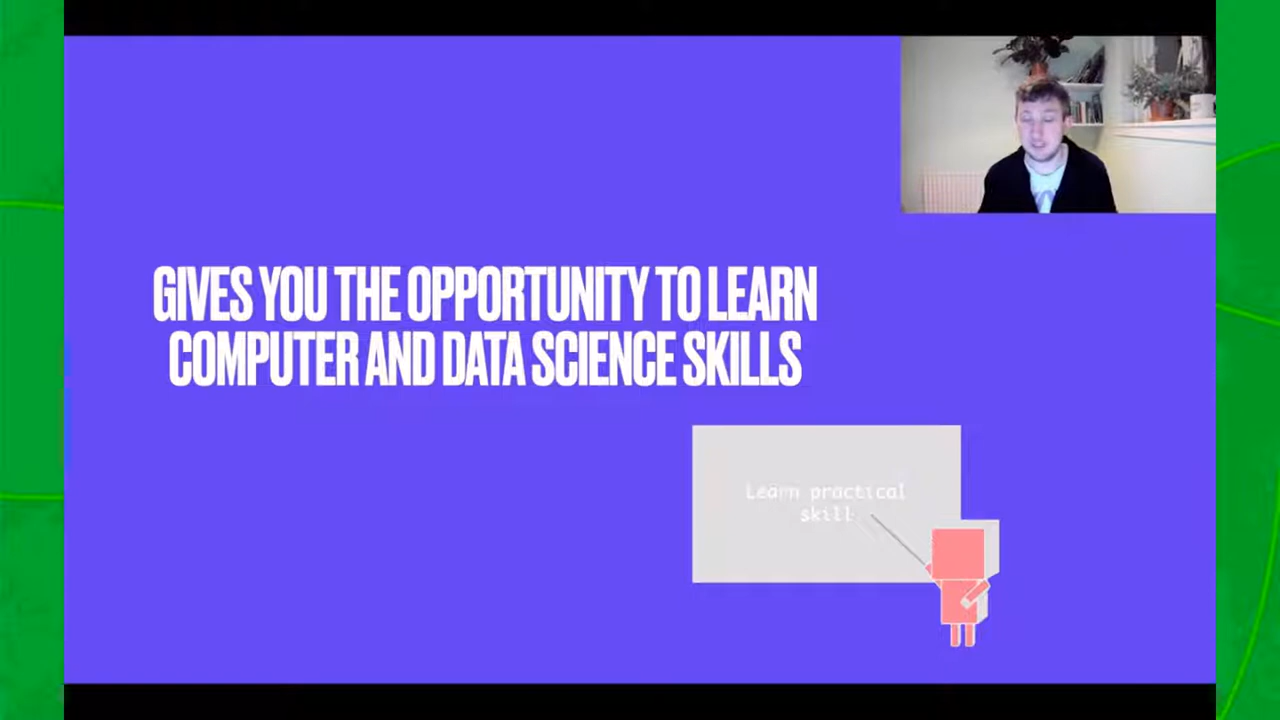 GIVES YOU THE OPPORTUNITY TO LEARN
COMPUTER AND DATA SCIENCE SKILLS
Learn practical
skill